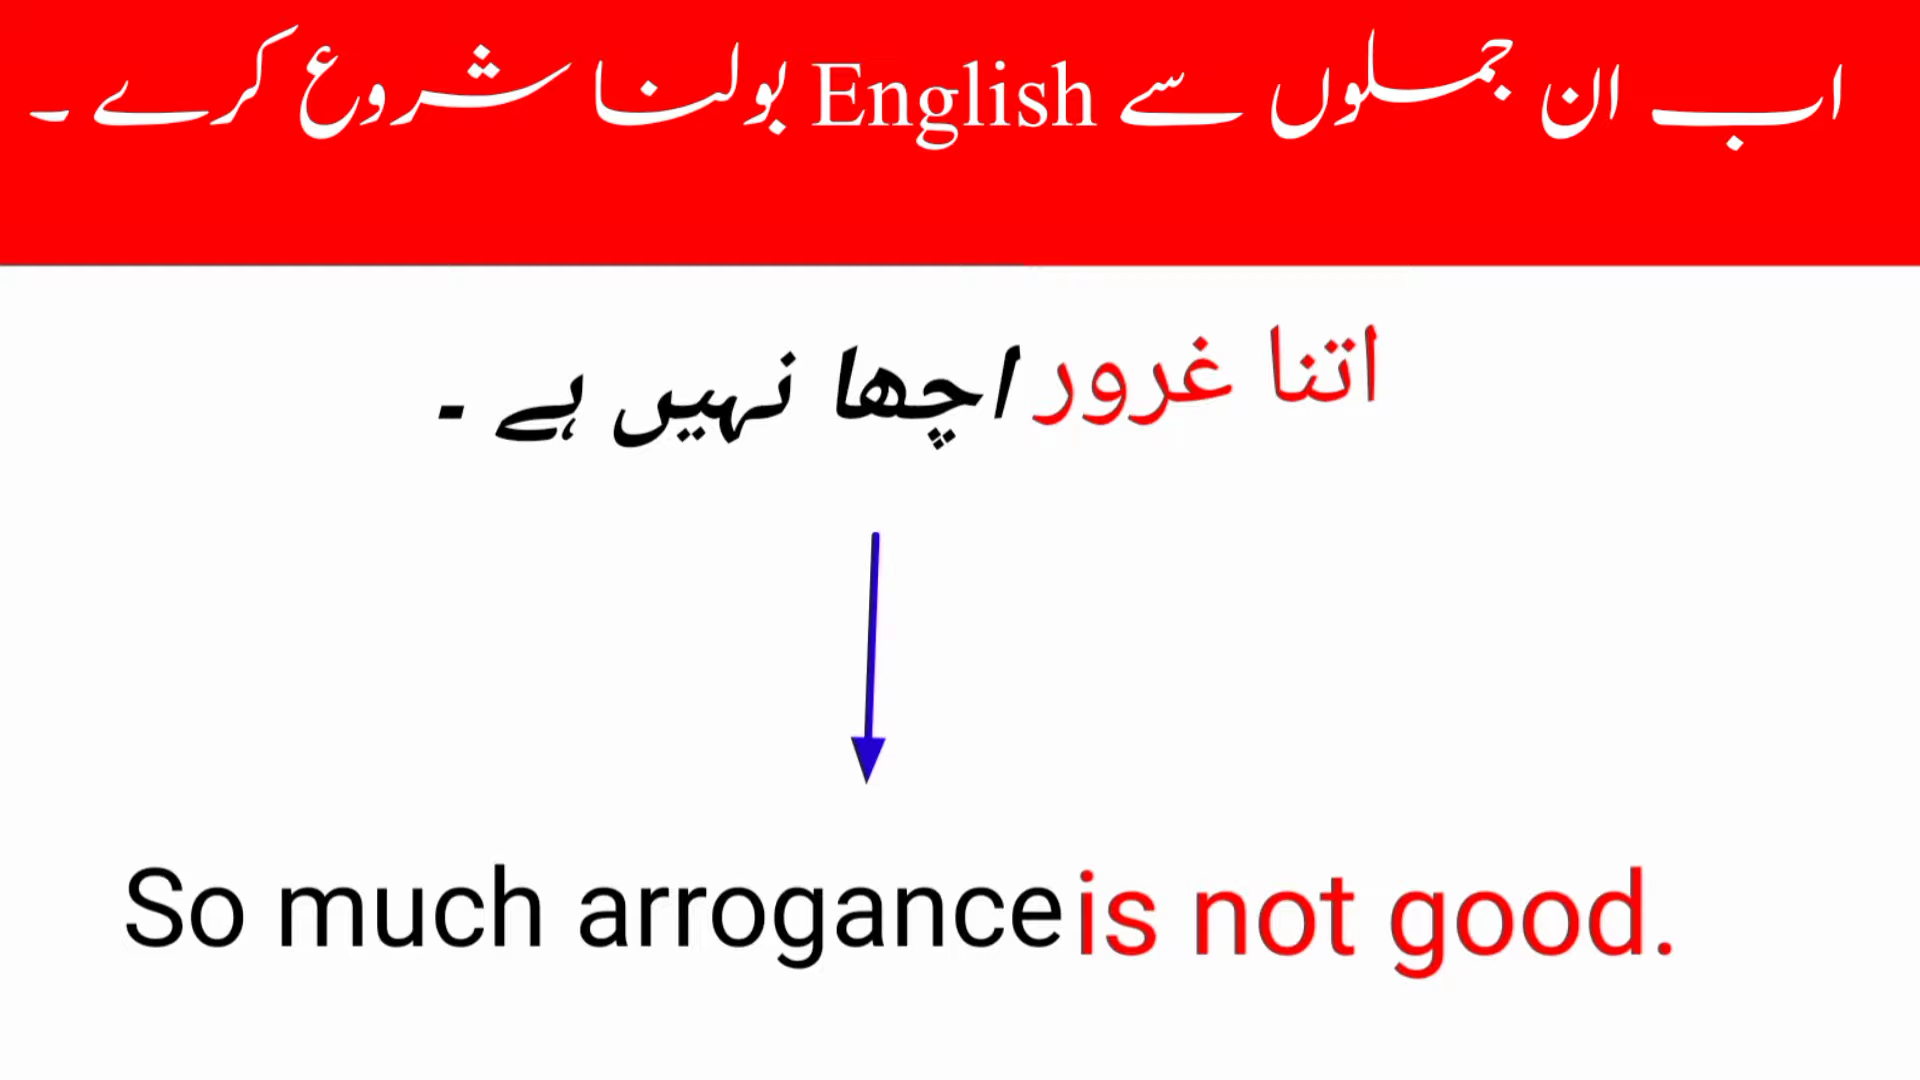 اب ان جملوں سے English بولنا شروع کرے ۔
اتنا غرور اچھا نہیں ہے ۔
So much arrogance is not good.